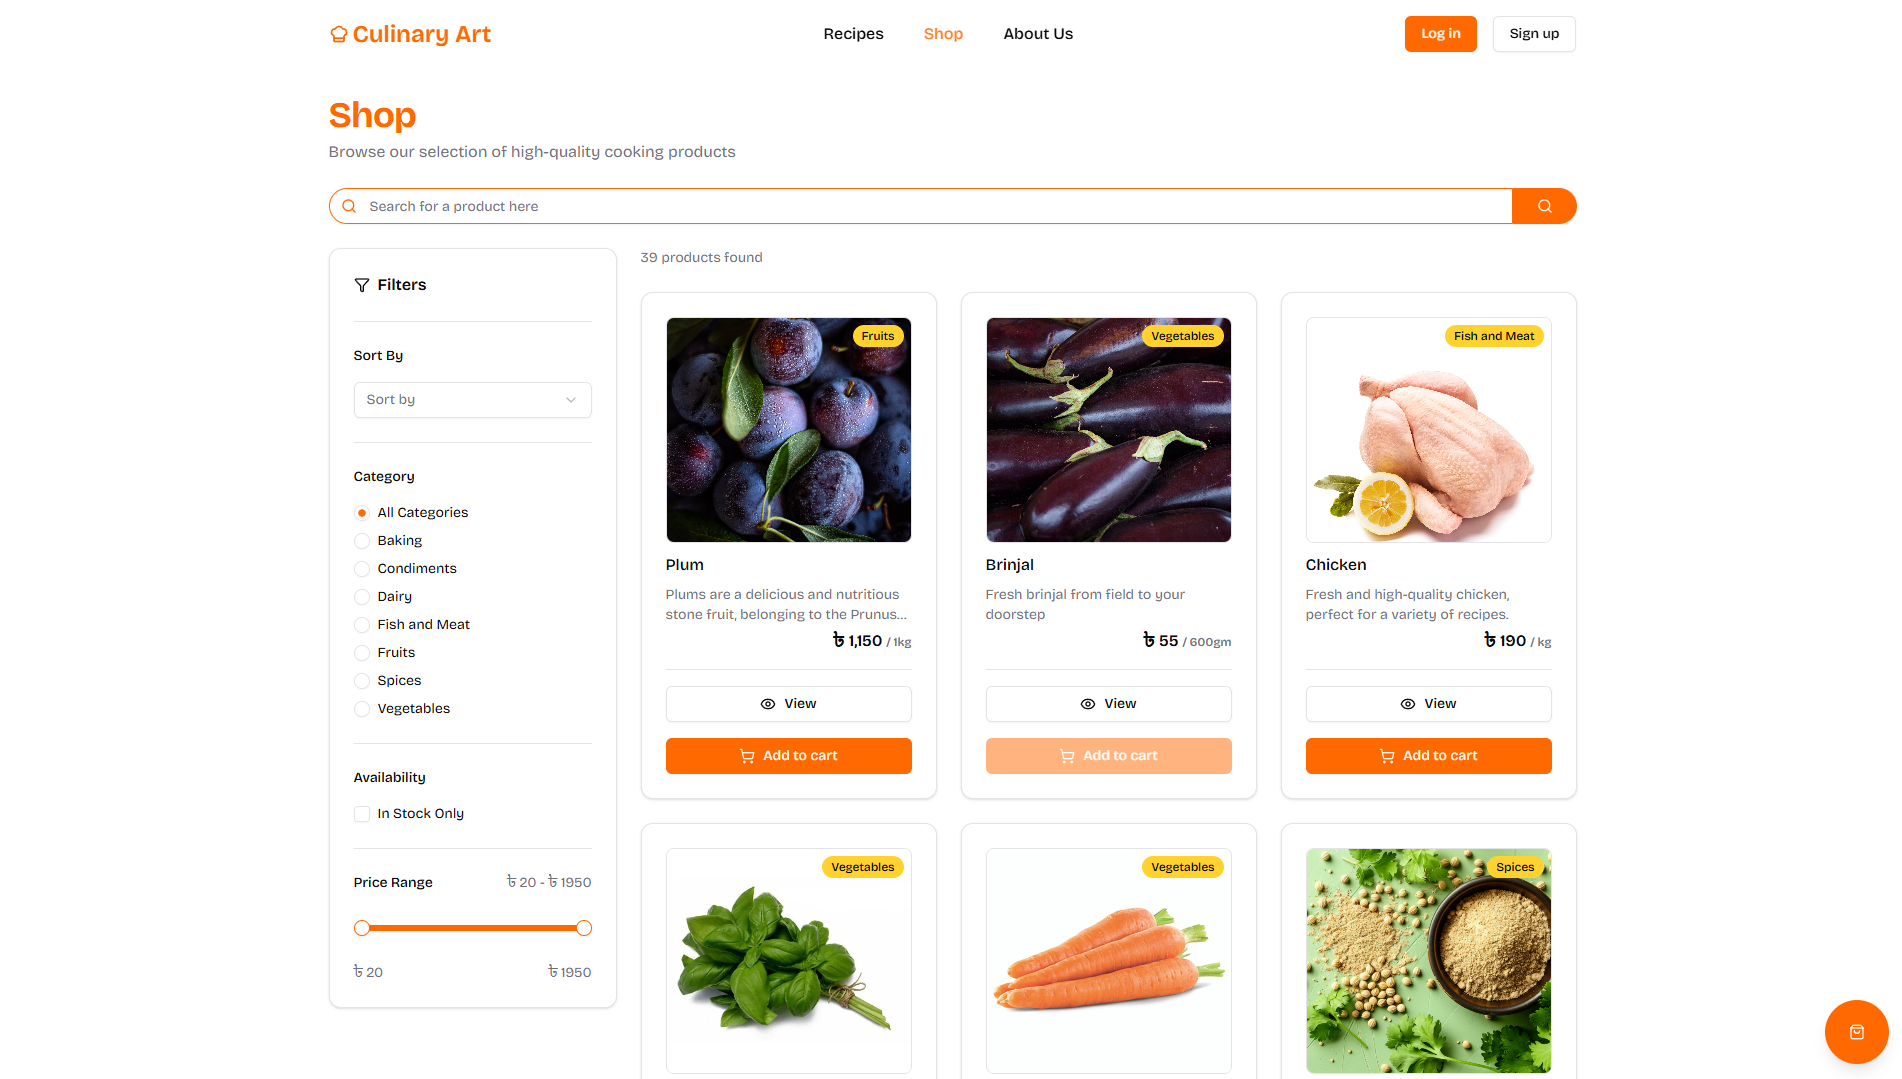 Culinary Art
Recipes
Shop
About Us
Log in
Sign up
Shop
Browse our selection of high-quality cooking products
Search for a product here
Filters
Sort By
Sort by
Category
All Categories
Baking
Condiments
Dairy
Fish and Meat
Fruits
Spices
Vegetables
Availability
In Stock Only
Price Range
৳ 20 - ৳ 1950
৳ 20
৳ 1950
39 products found
Fruits
Plum
Plums are a delicious and nutritious
stone fruit, belonging to the Prunus...
৳ 1,150 / 1kg
View
Add to cart
Vegetables
Brinjal
Fresh brinjal from field to your
doorstep
৳ 55 / 600gm
View
Add to cart
Fish and Meat
Chicken
Fresh and high-quality chicken,
perfect for a variety of recipes.
৳ 190 / kg
View
Add to cart
Vegetables
Vegetables
Spices